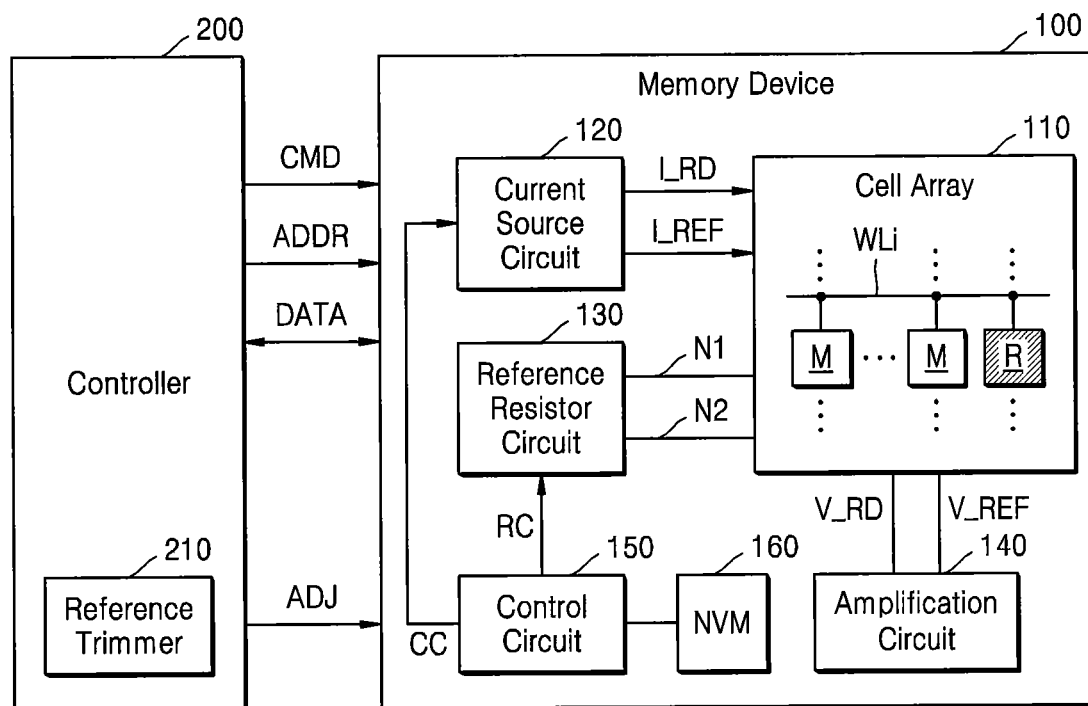 200
100
Memory Device
CMD
ADDR
DATA
Controller
210
Reference
Trimmer
ADJ
120
Current
Source
Circuit
I_RD
I_REF
110
Cell Array
WLi
M
M
R
130
Reference
Resistor
Circuit
N1
N2
RC
CC
150
Control
Circuit
160
NVM
V_RD
V_REF
140
Amplification
Circuit